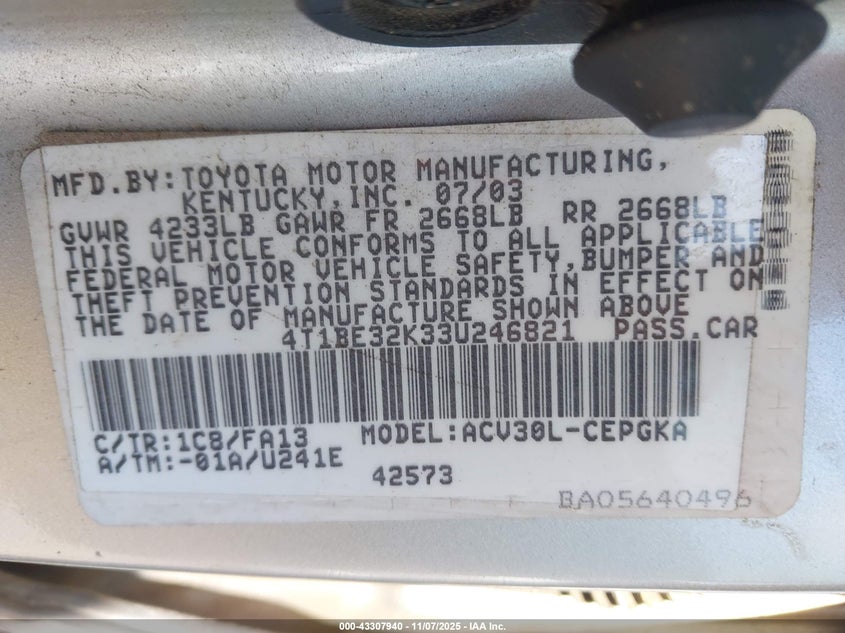 MFD.BY:TOYOTA MOTOR MANUFACTURING,
KENTUCKY,INC. 07/03
GVWR 4233LB GAWR FR 2668LB RR 2668LB
THIS VEHICLE CONFORMS TO ALL APPLICABLE
FEDERAL MOTOR VEHICLE SAFETY,BUMPER AND
THEFT PREVENTION STANDARDS IN EFFECT ON
THE DATE OF MANUFACTURE SHOWN ABOVE
4T1BE32K33U246821 PASS.CAR
C/TR:1C8/FA13 MODEL:ACV30L-CEPGKA
A/TM:-01A/U241E
42573
BA05640496
000-43307940 - 11/07/2025 - IAA Inc.